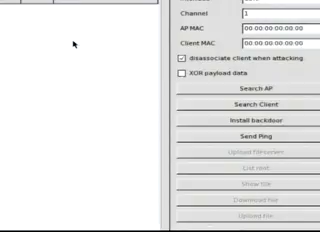 Channel
1
AP MAC
00:00:00:00:00:00
Client MAC
00:00:00:00:00:00
disassociate client when attacking
XOR payload data
Search AP
Search Client
Install backdoor
Send Ping
List root
Show file
Download file
Upload file